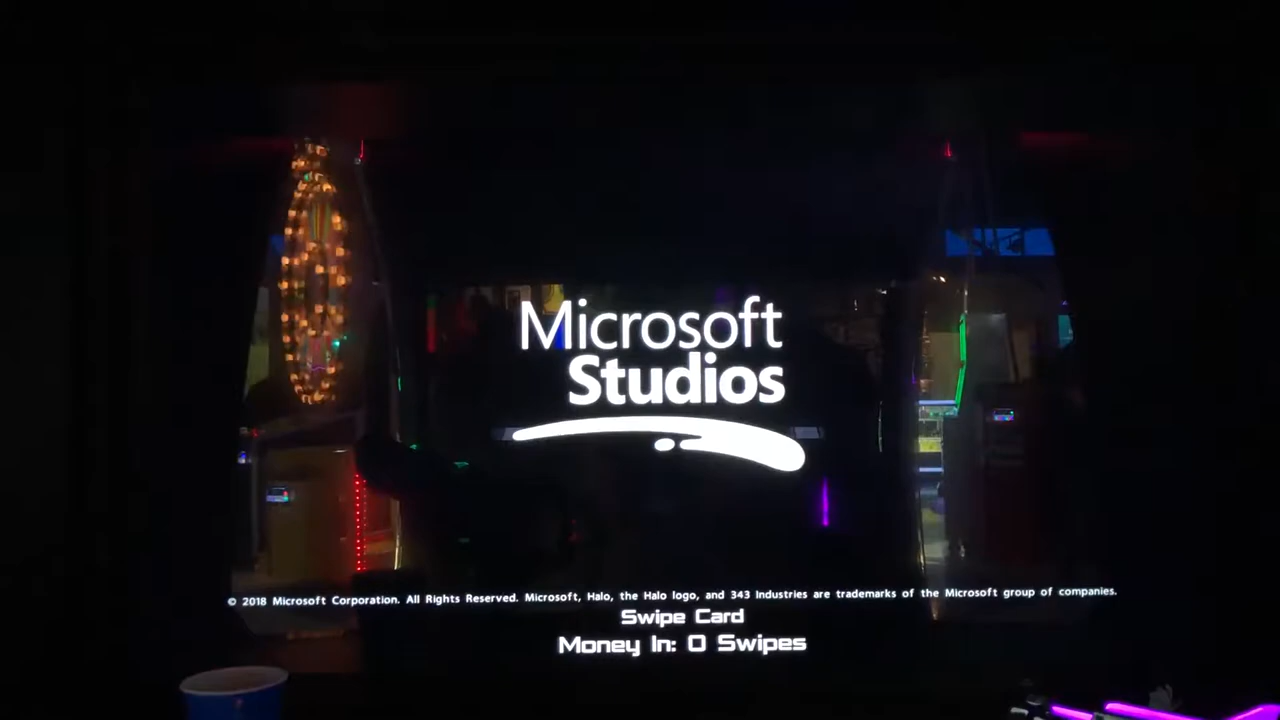 Microsoft
Studios
© 2018 Microsoft Corporation. All Rights Reserved. Microsoft, Halo, the Halo logo, and 343 Industries are trademarks of the Microsoft group of companies.
Swipe Card
Money In: 0 Swipes